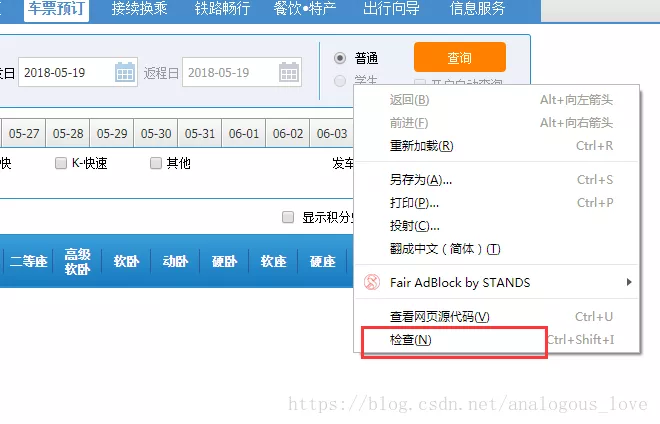 车票预订 接续换乘 铁路畅行 餐饮•特产 出行向导 信息服务
发日 2018-05-19 返程日 2018-05-19 普通 查询
学生 开启自动查询
返回(B) Alt+向左箭头
前进(F) Alt+向右箭头
重新加载(R) Ctrl+R
另存为(A)... Ctrl+S
打印(P)... Ctrl+P
投射(C)...
翻成中文(简体)(T)
Fair AdBlock by STANDS
查看网页源代码(V) Ctrl+U
检查(N) Ctrl+Shift+I
05-27 05-28 05-29 05-30 05-31 06-01 06-02 06-03
快 K-快速 其他 发车
显示积分
二等座 高级软卧 软卧 动卧 硬卧 软座 硬座
https://blog.csdn.net/analogous_love